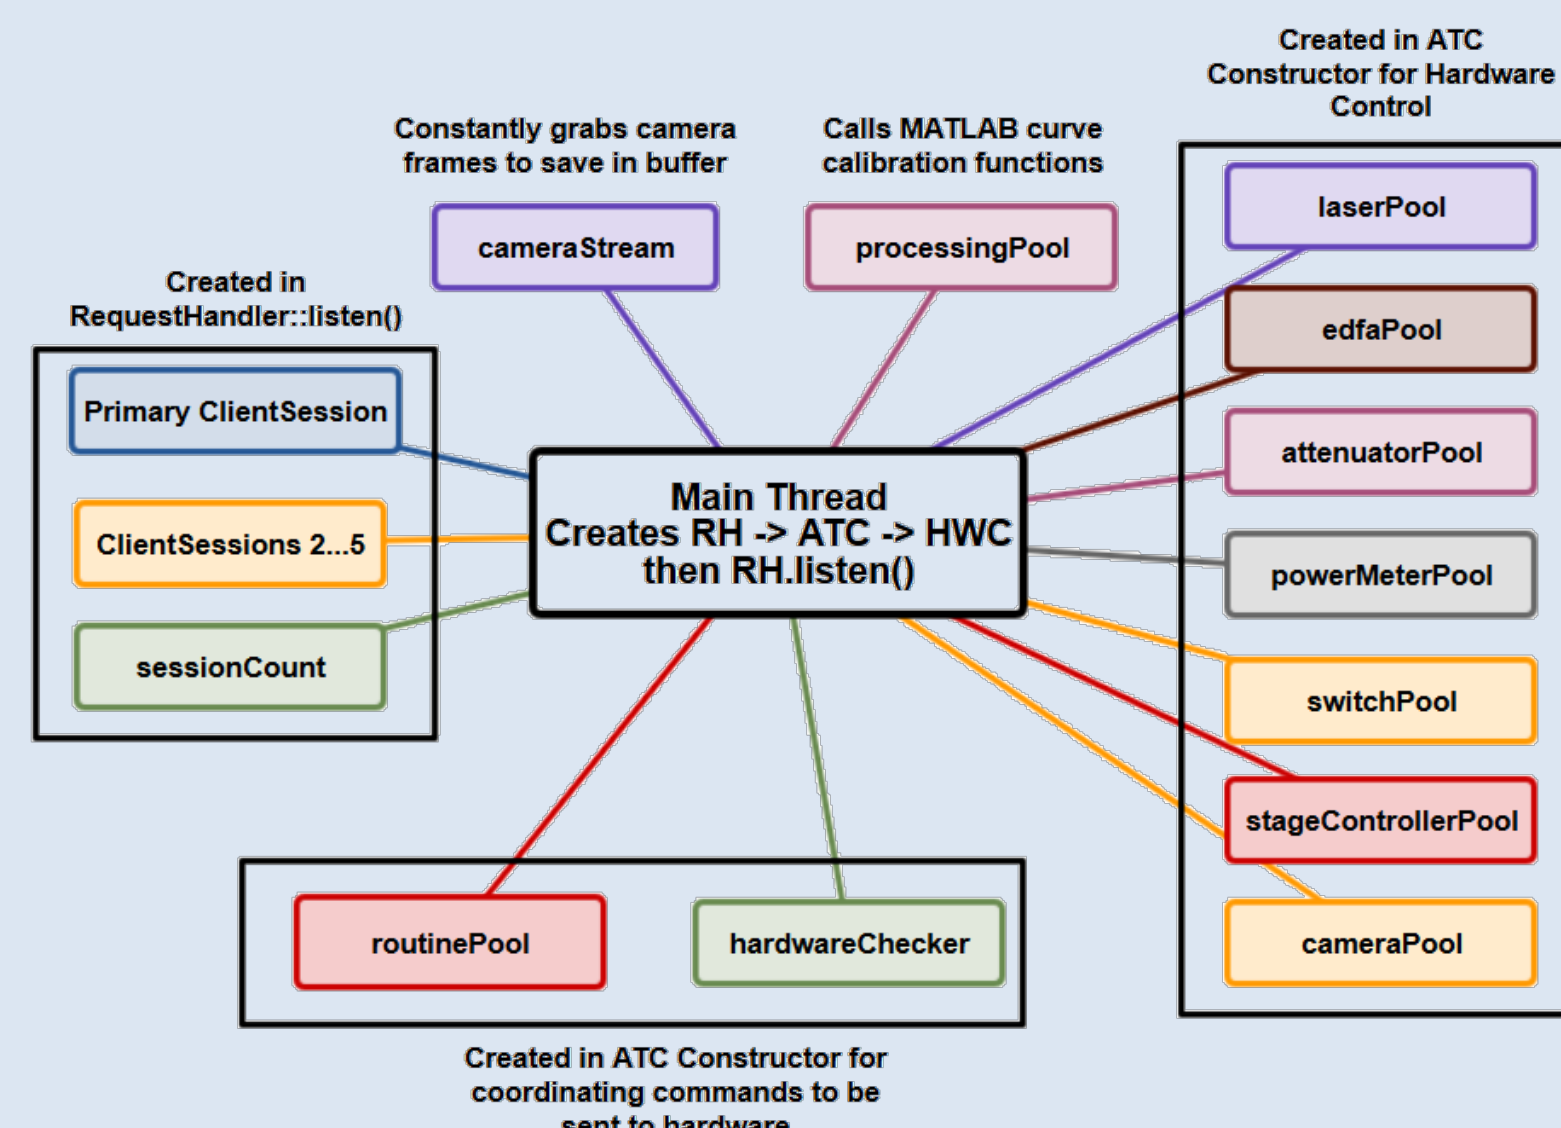 Created in ATC
Constructor for Hardware
Control
Constantly grabs camera
frames to save in buffer
Calls MATLAB curve
calibration functions
laserPool
cameraStream
processingPool
edfaPool
Created in
RequestHandler::listen()
Primary ClientSession
attenuatorPool
Main Thread
Creates RH -> ATC -> HWC
then RH.listen()
ClientSessions 2...5
powerMeterPool
sessionCount
switchPool
stageControllerPool
routinePool
hardwareChecker
cameraPool
Created in ATC Constructor for
coordinating commands to be
sent to hardware